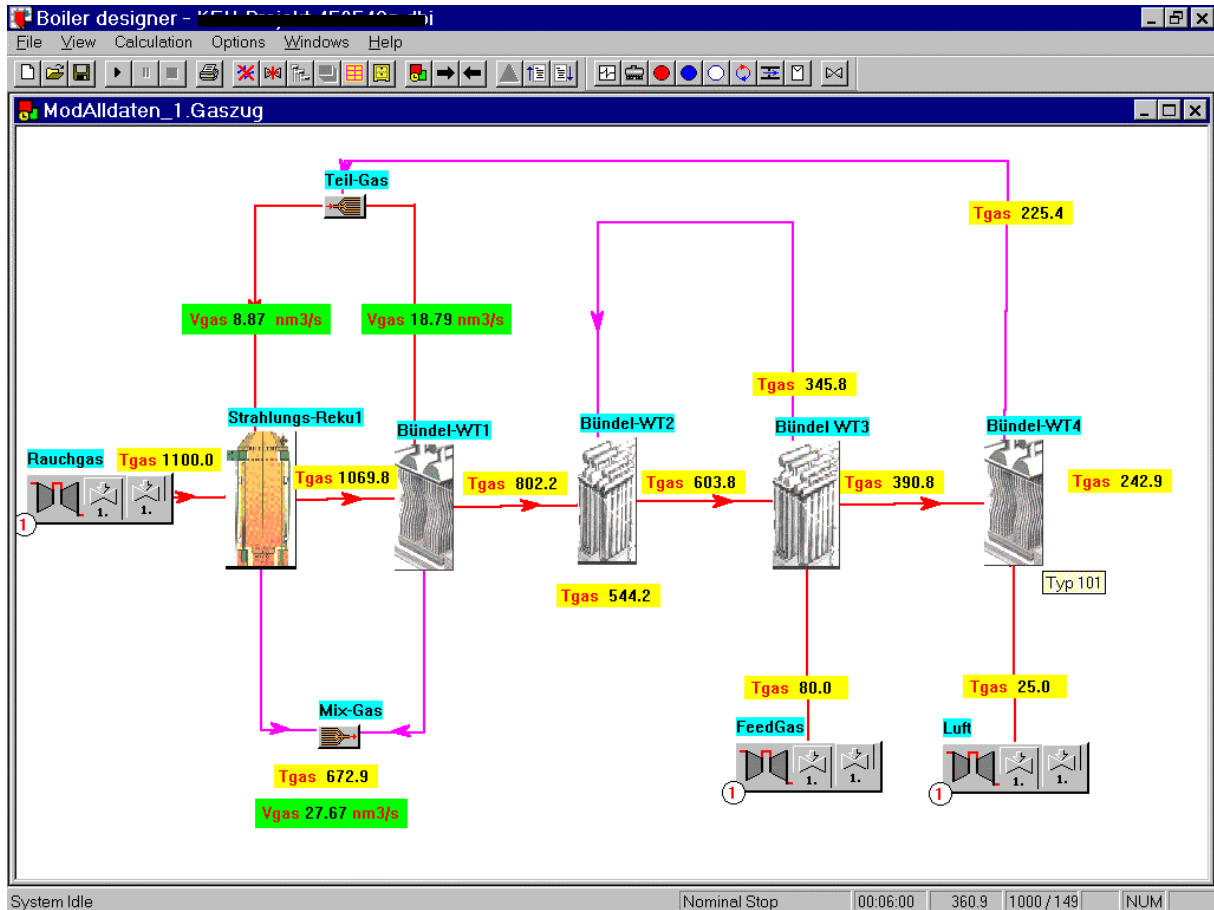 Boiler designer -
File View Calculation Options Windows Help
ModAlldaten_1.Gaszug
Teil-Gas
Tgas 225.4
Vgas 8.87 nm3/s
Vgas 18.79 nm3/s
Tgas 345.8
Strahlungs-Reku1
Bündel-WT1
Bündel-WT2
Bündel WT3
Bündel-WT4
Rauchgas
Tgas 1100.0
Tgas 1069.8
Tgas 802.2
Tgas 603.8
Tgas 390.8
Tgas 242.9
1.
1.
1
Typ 101
Tgas 544.2
Tgas 80.0
Tgas 25.0
Mix-Gas
FeedGas
Luft
Tgas 672.9
1.
1.
1
1.
1.
1
Vgas 27.67 nm3/s
System Idle
Nominal Stop
00:06:00
360.9
1000 / 149
NUM